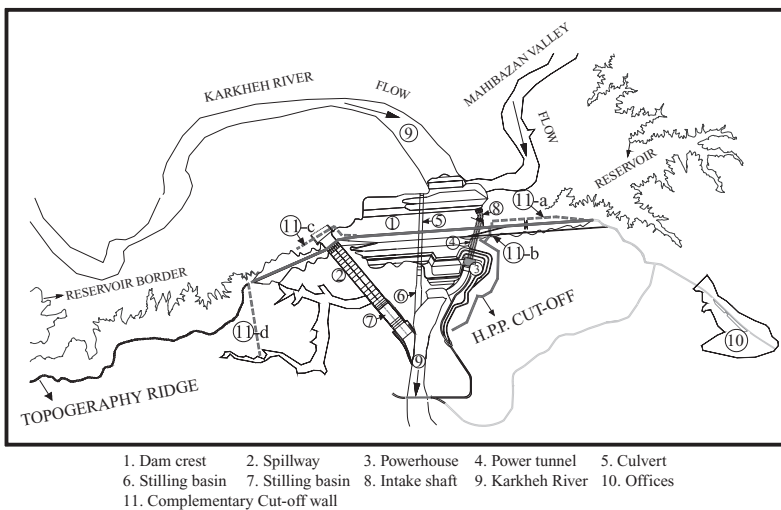 KARKHEH RIVER
FLOW
MAHIBAZAN VALLEY
FLOW
9
RESERVOIR
8
11-a
1
5
11-c
4
11-b
3
2
RESERVOIR BORDER
6
7
H.P.P. CUT-OFF
11-d
9
10
TOPOGERAPHY RIDGE
1. Dam crest 2. Spillway 3. Powerhouse 4. Power tunnel 5. Culvert
6. Stilling basin 7. Stilling basin 8. Intake shaft 9. Karkheh River 10. Offices
11. Complementary Cut-off wall